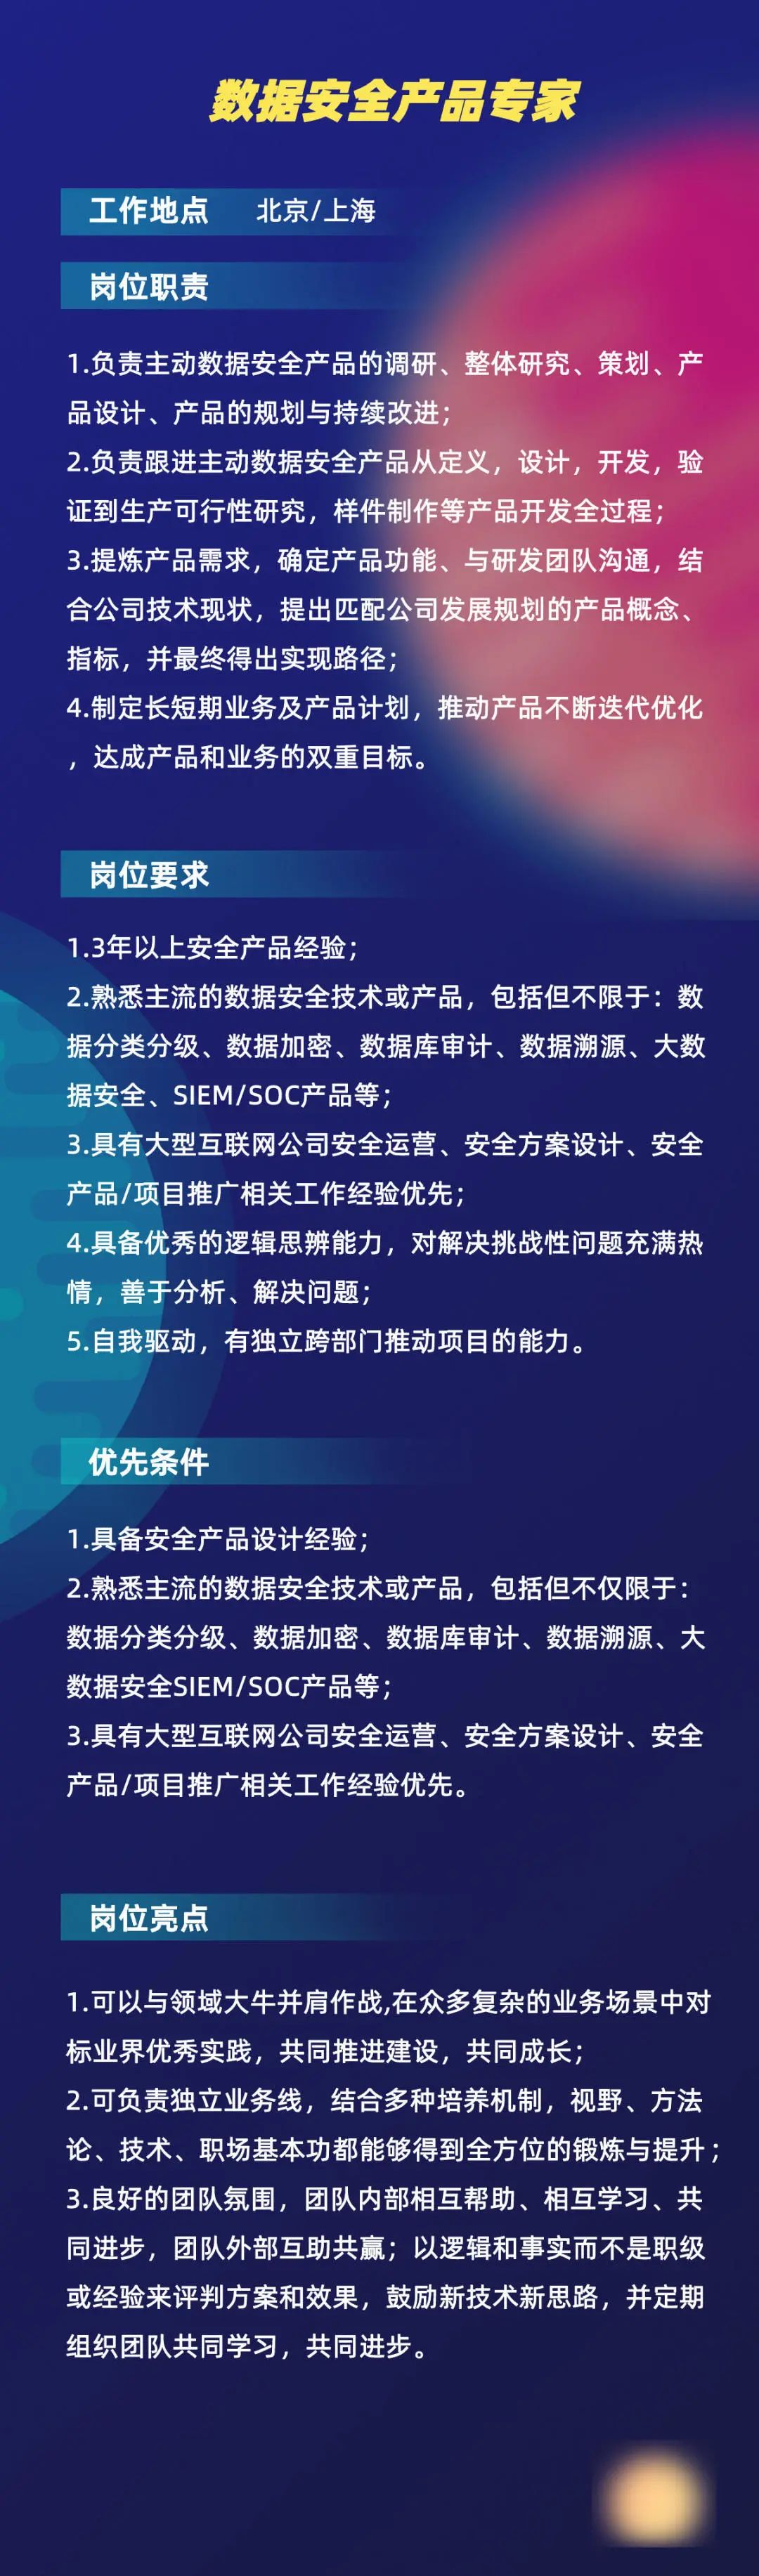 数据安全产品专家
工作地点 北京/上海
岗位职责
1.负责主动数据安全产品的调研、整体研究、策划、产
品设计、产品的规划与持续改进；
2.负责跟进主动数据安全产品从定义，设计，开发，验
证到生产可行性研究，样件制作等产品开发全过程；
3.提炼产品需求，确定产品功能、与研发团队沟通，结
合公司技术现状，提出匹配公司发展规划的产品概念、
指标，并最终得出实现路径；
4.制定长短期业务及产品计划，推动产品不断迭代优化
，达成产品和业务的双重目标。
岗位要求
1.3年以上安全产品经验；
2.熟悉主流的数据安全技术或产品，包括但不限于：数
据分类分级、数据加密、数据库审计、数据溯源、大数
据安全、SIEM/SOC产品等；
3.具有大型互联网公司安全运营、安全方案设计、安全
产品/项目推广相关工作经验优先；
4.具备优秀的逻辑思辨能力，对解决挑战性问题充满热
情，善于分析、解决问题；
5.自我驱动，有独立跨部门推动项目的能力。
优先条件
1.具备安全产品设计经验；
2.熟悉主流的数据安全技术或产品，包括但不仅限于：
数据分类分级、数据加密、数据库审计、数据溯源、大
数据安全SIEM/SOC产品等；
3.具有大型互联网公司安全运营、安全方案设计、安全
产品/项目推广相关工作经验优先。
岗位亮点
1.可以与领域大牛并肩作战,在众多复杂的业务场景中对
标业界优秀实践，共同推进建设，共同成长；
2.可负责独立业务线，结合多种培养机制，视野、方法
论、技术、职场基本功都能够得到全方位的锻炼与提升；
3.良好的团队氛围，团队内部相互帮助、相互学习、共
同进步，团队外部互助共赢；以逻辑和事实而不是职级
或经验来评判方案和效果，鼓励新技术新思路，并定期
组织团队共同学习，共同进步。